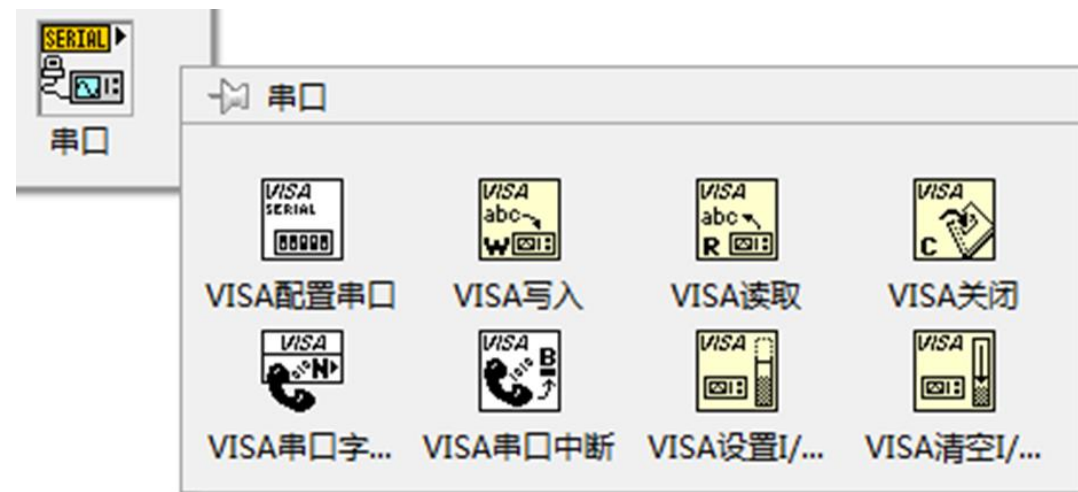 SERIAL
串口
串口
VISA SERIAL
VISA abc W
VISA abc R
VISA C
VISA配置串口 VISA写入 VISA读取 VISA关闭
VISA N
VISA B
VISA
VISA
VISA串口字... VISA串口中断 VISA设置I/... VISA清空I/...